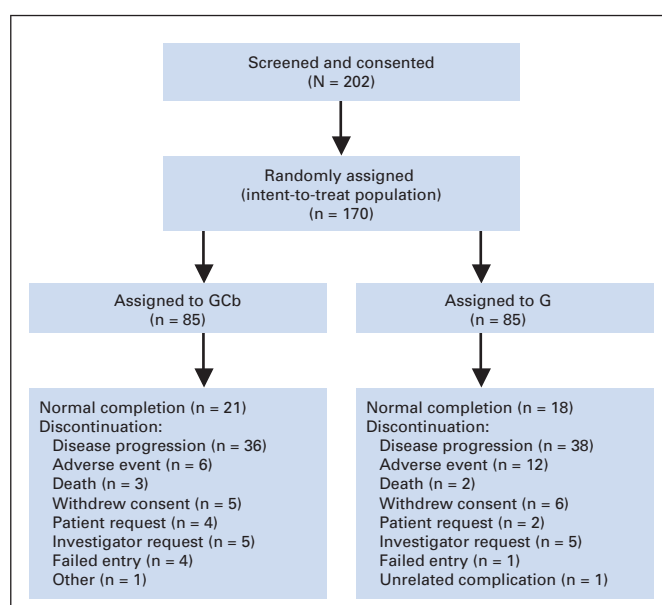 Screened and consented
(N = 202)
Randomly assigned
(intent-to-treat population)
(n = 170)
Assigned to GCb
(n = 85)
Assigned to G
(n = 85)
Normal completion (n = 21)
Discontinuation:
Disease progression (n = 36)
Adverse event (n = 6)
Death (n = 3)
Withdrew consent (n = 5)
Patient request (n = 4)
Investigator request (n = 5)
Failed entry (n = 4)
Other (n = 1)
Normal completion (n = 18)
Discontinuation:
Disease progression (n = 38)
Adverse event (n = 12)
Death (n = 2)
Withdrew consent (n = 6)
Patient request (n = 2)
Investigator request (n = 5)
Failed entry (n = 1)
Unrelated complication (n = 1)